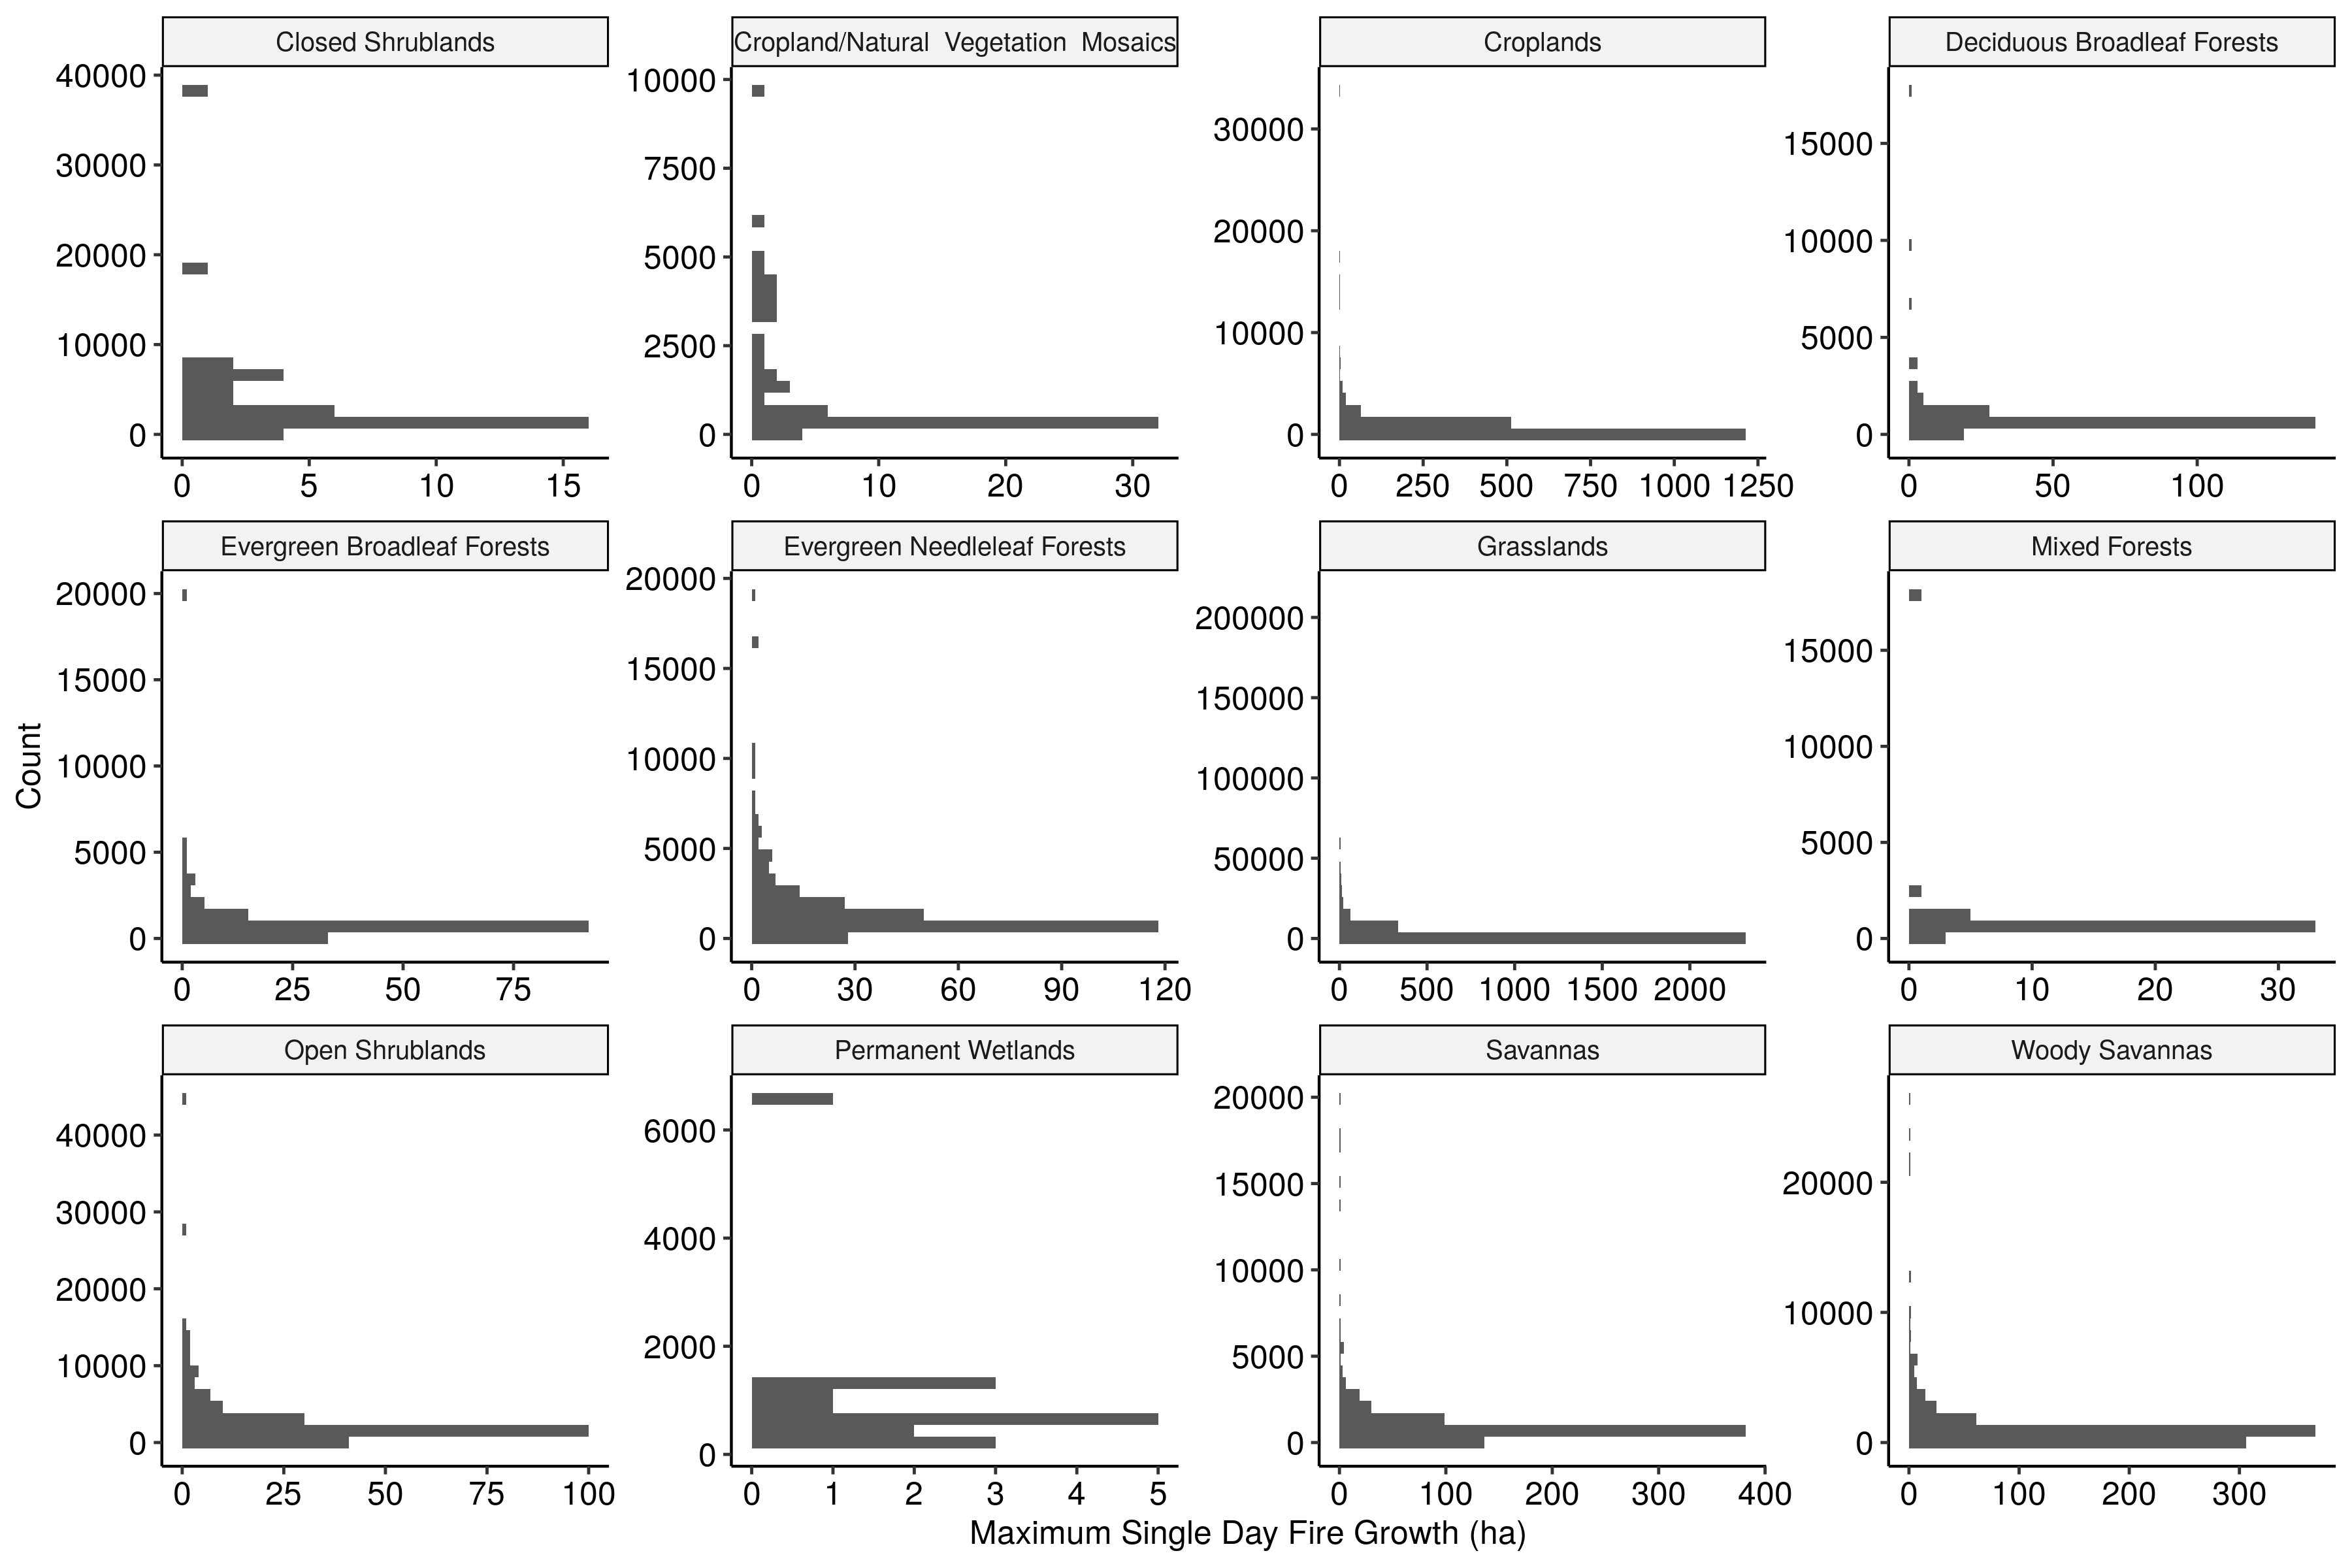 Closed Shrublands
Cropland/Natural Vegetation Mosaics
Croplands
Deciduous Broadleaf Forests
40000
30000
20000
10000
0
0 5 10 15
10000
7500
5000
2500
0
0 10 20 30
30000
20000
10000
0
0 250 500 750 1000 1250
15000
10000
5000
0
0 50 100
Evergreen Broadleaf Forests
Evergreen Needleleaf Forests
Grasslands
Mixed Forests
Count
20000
15000
10000
5000
0
0 25 50 75
20000
15000
10000
5000
0
0 30 60 90 120
200000
150000
100000
50000
0
0 500 1000 1500 2000
15000
10000
5000
0
0 10 20 30
Open Shrublands
Permanent Wetlands
Savannas
Woody Savannas
40000
30000
20000
10000
0
0 25 50 75 100
6000
4000
2000
0
0 1 2 3 4 5
20000
15000
10000
5000
0
0 100 200 300 400
20000
10000
0
0 100 200 300
Maximum Single Day Fire Growth (ha)